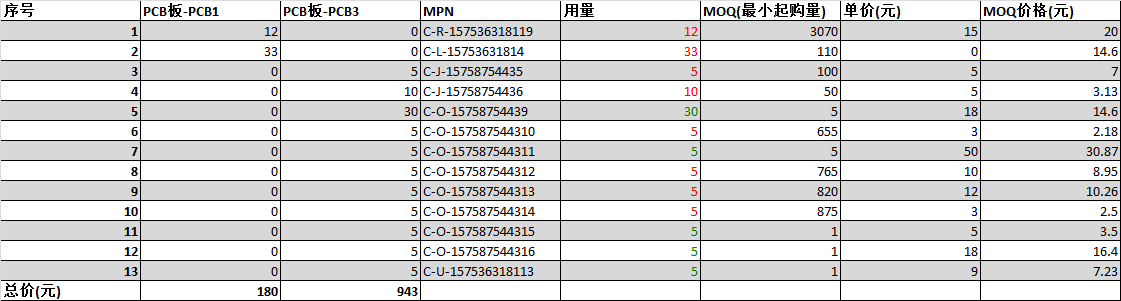 序号 PCB板-PCB1 PCB板-PCB3 MPN 用量 MOQ(最小起购量) 单价(元) MOQ价格(元)
1 12 0 C-R-157536318119 12 3070 15 20
2 33 0 C-L-15753631814 33 110 0 14.6
3 0 5 C-J-15758754435 5 100 5 7
4 0 10 C-J-15758754436 10 50 5 3.13
5 0 30 C-O-15758754439 30 5 18 14.6
6 0 5 C-O-157587544310 5 655 3 2.18
7 0 5 C-O-157587544311 5 5 50 30.87
8 0 5 C-O-157587544312 5 765 10 8.95
9 0 5 C-O-157587544313 5 820 12 10.26
10 0 5 C-O-157587544314 5 875 3 2.5
11 0 5 C-O-157587544315 5 1 5 3.5
12 0 5 C-O-157587544316 5 1 18 16.4
13 0 5 C-U-157536318113 5 1 9 7.23
总价(元) 180 943